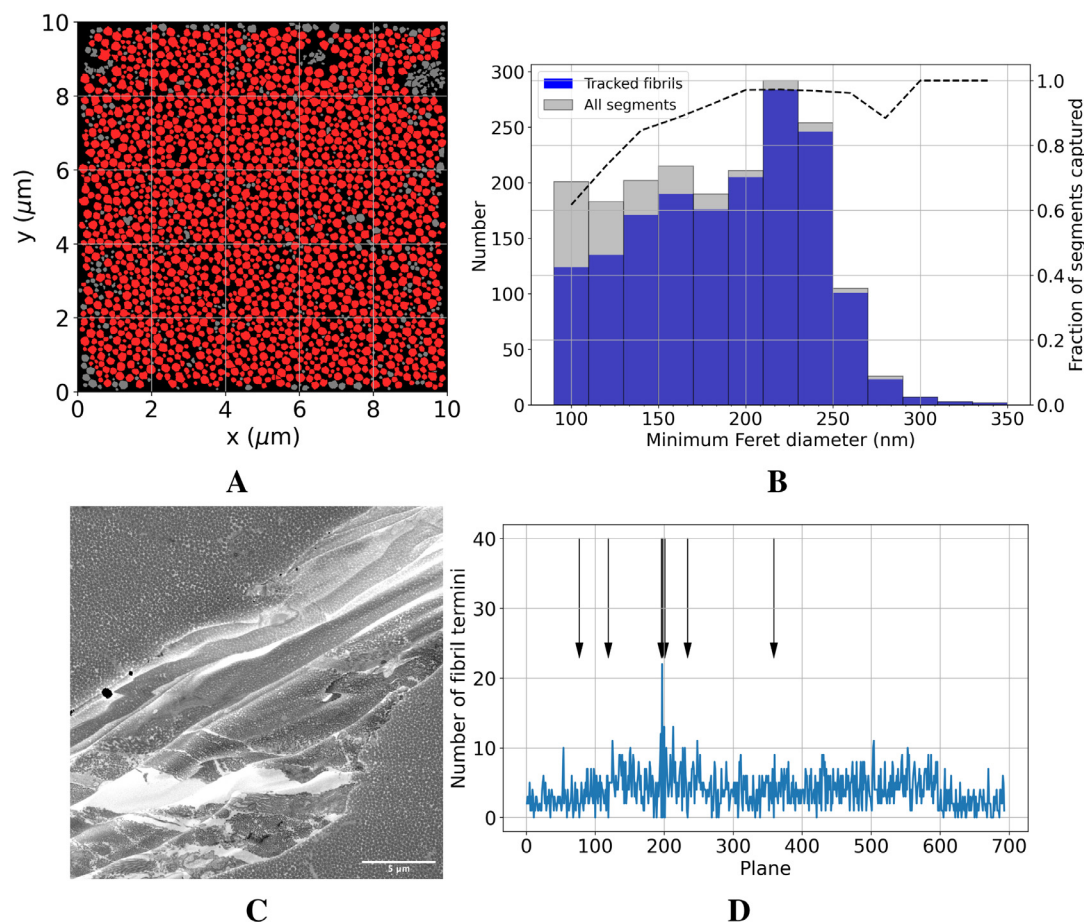 10
8
6
4
2
0
y (μm)
0 2 4 6 8 10
x (μm)
A
300
250
200
150
100
50
0
Number
Tracked fibrils
All segments
1.0
0.8
0.6
0.4
0.2
0.0
Fraction of segments captured
100 150 200 250 300 350
Minimum Feret diameter (nm)
B
5 μm
C
40
30
20
10
0
Number of fibril termini
0 100 200 300 400 500 600 700
Plane
D